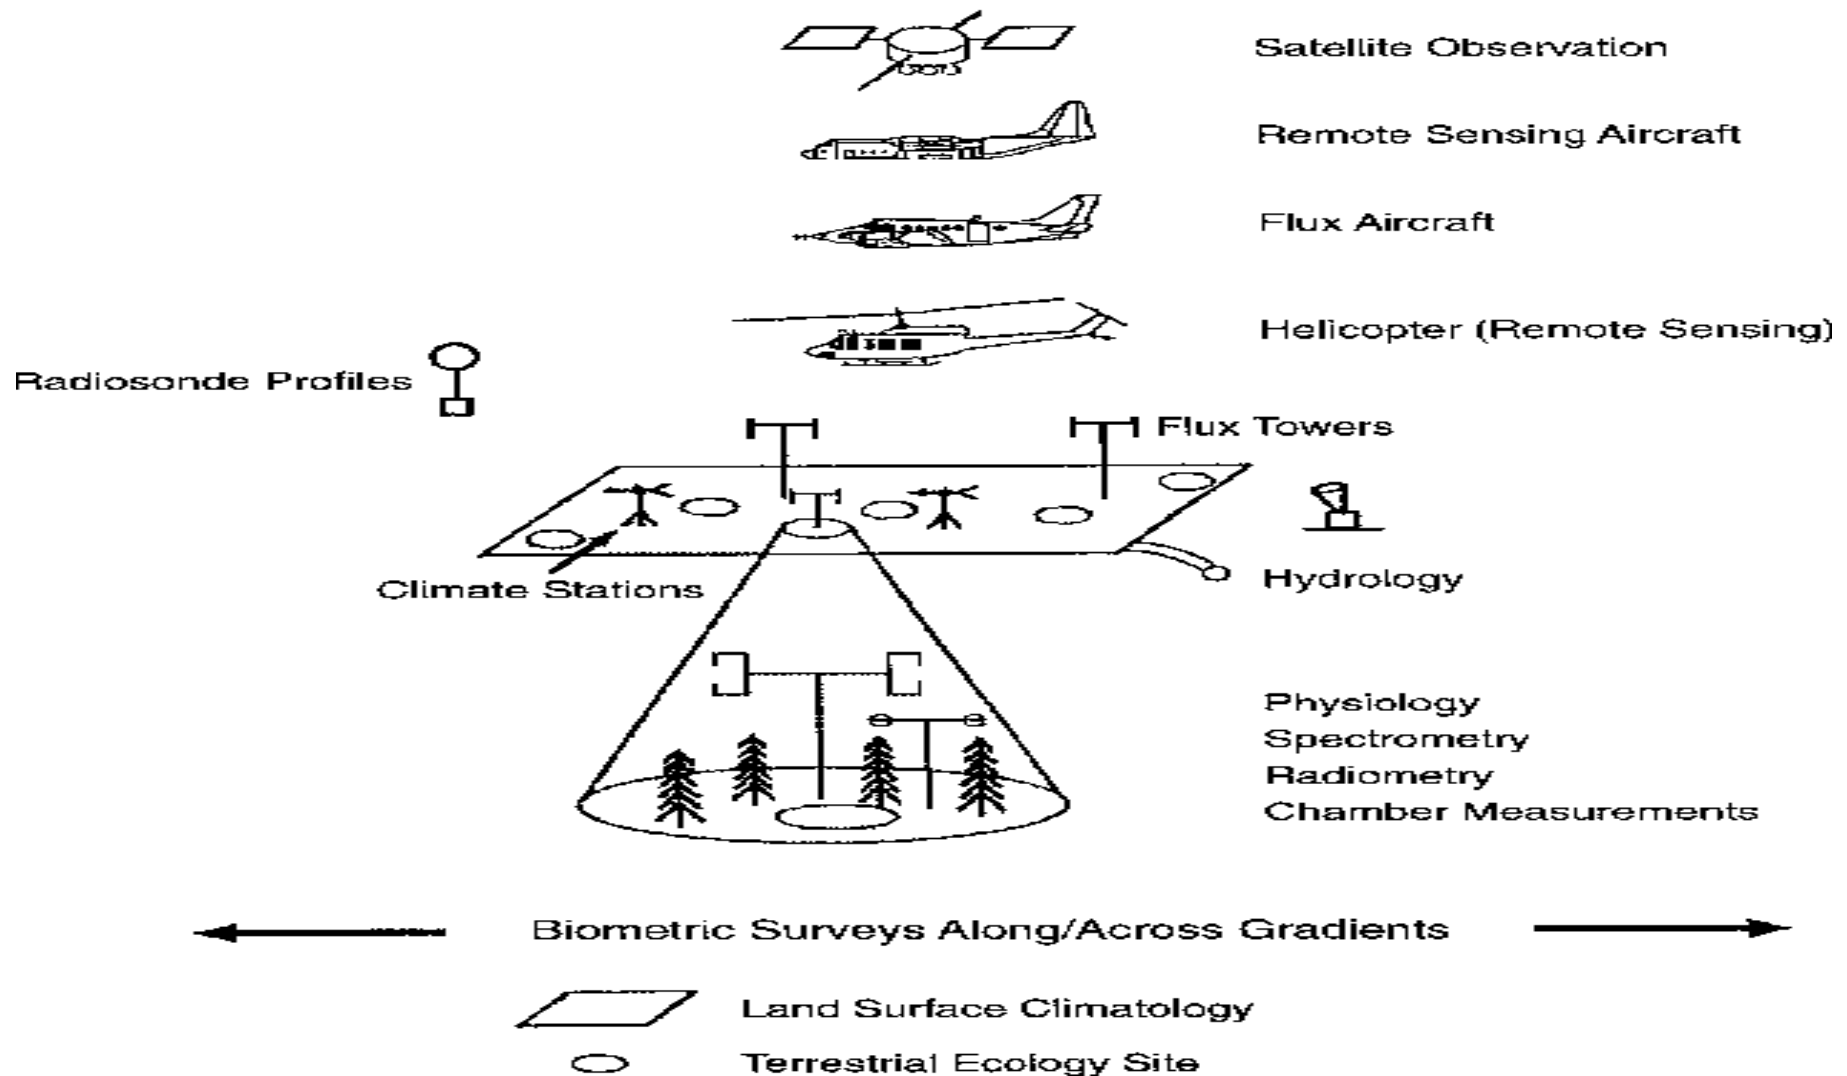 Satellite Observation
Remote Sensing Aircraft
Flux Aircraft
Helicopter (Remote Sensing)
Radiosonde Profiles
Flux Towers
Climate Stations
Hydrology
Physiology
Spectrometry
Radiometry
Chamber Measurements
Biometric Surveys Along/Across Gradients
Land Surface Climatology
Terrestrial Ecology Site